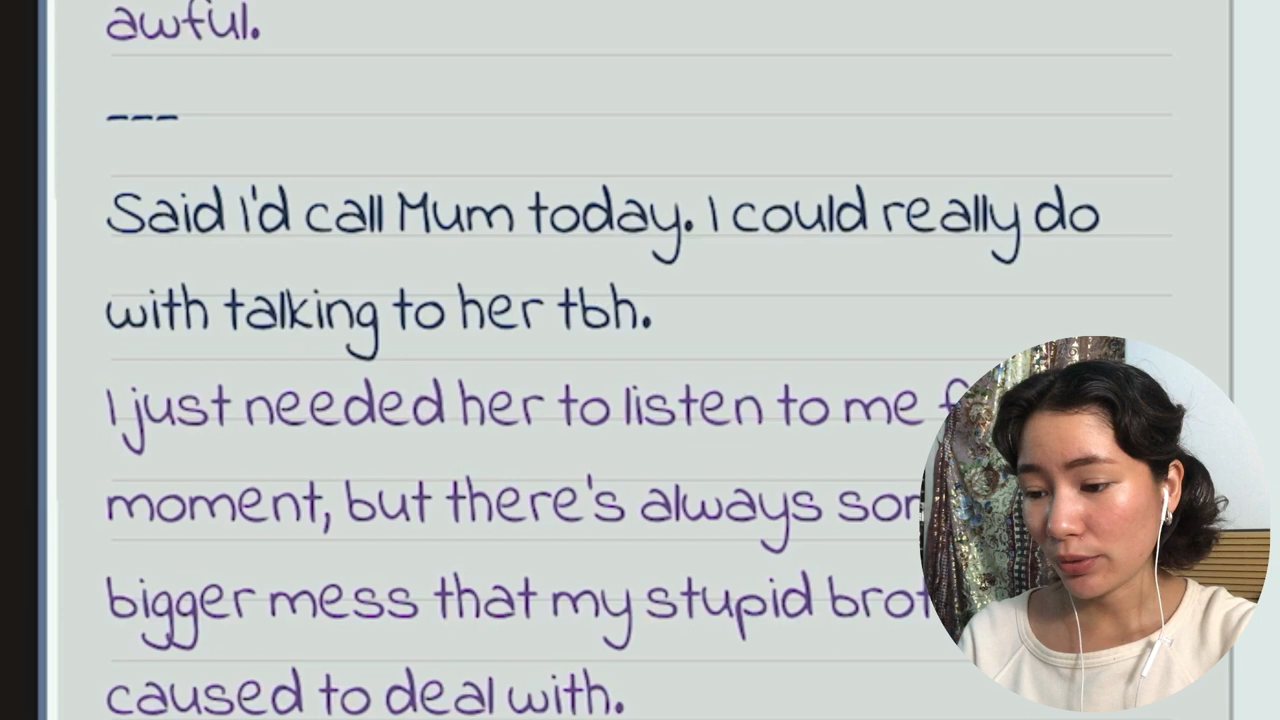 awful.
---
Said I'd call Mum today. I could really do
with talking to her tbh.
I just needed her to listen to me
moment, but there's always
bigger mess that my stupid
caused to deal with.